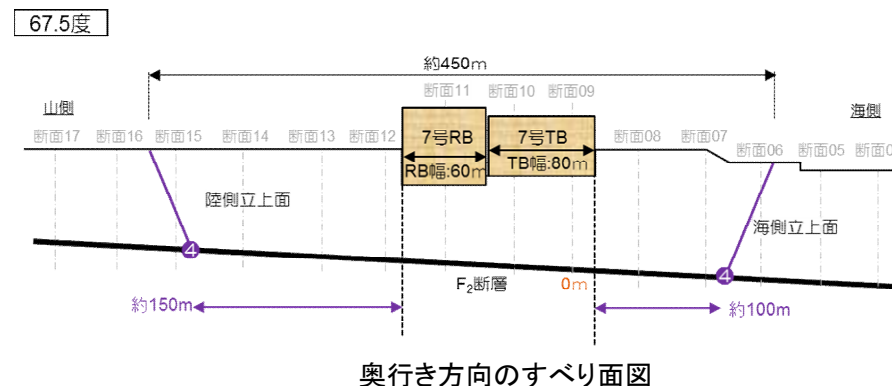 67.5度
約450m
断面11 断面10 断面09
山側 海側
断面17 断面16 断面15 断面14 断面13 断面12 7号RB 7号TB 断面08 断面07 断面06 断面05 断面0
RB幅:60m TB幅:80m
陸側立上面 海側立上面
④ ④
F₂断層 0m
約150m 約100m
奥行き方向のすべり面図